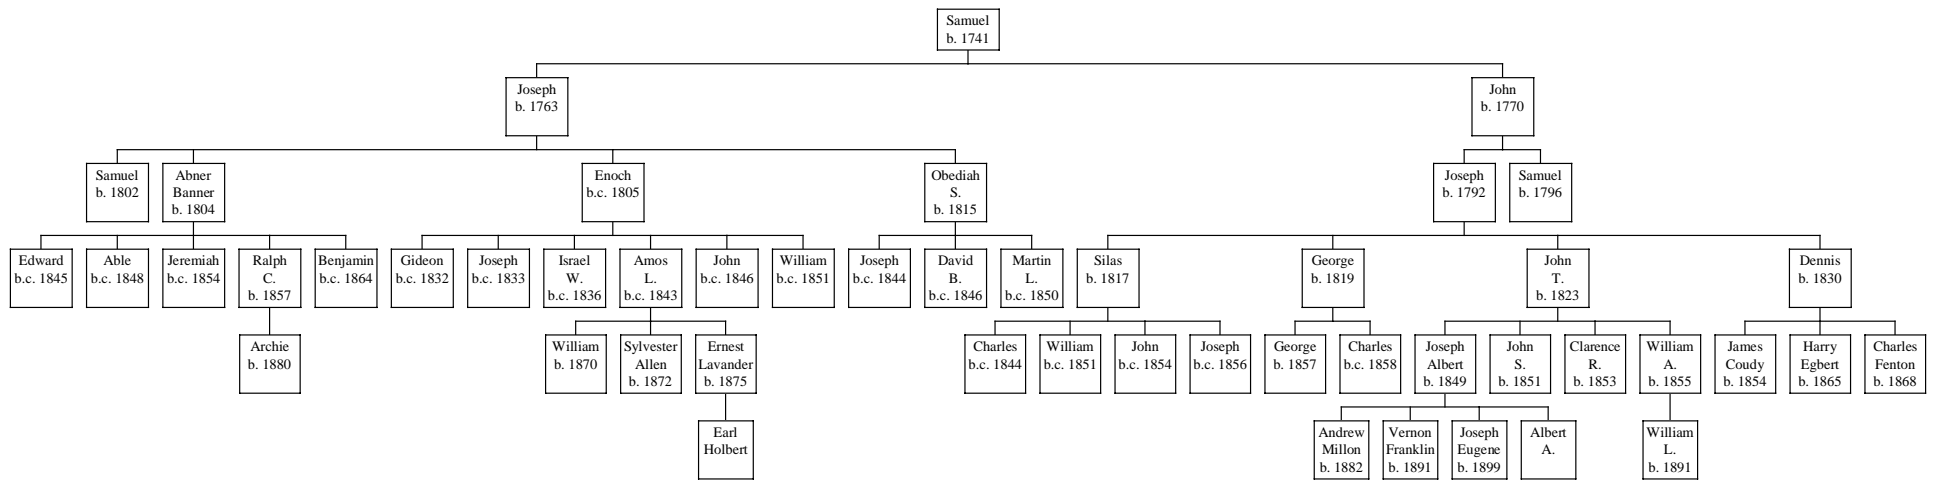 Samuel
b. 1741
Joseph
b. 1763
John
b. 1770
Samuel
b. 1802
Abner
Banner
b. 1804
Enoch
b.c. 1805
Obediah
S.
b. 1815
Joseph
b. 1792
Samuel
b. 1796
Edward
b.c. 1845
Able
b.c. 1848
Jeremiah
b.c. 1854
Ralph
C.
b. 1857
Benjamin
b.c. 1864
Gideon
b.c. 1832
Joseph
b.c. 1833
Israel
W.
b.c. 1836
Amos
L.
b.c. 1843
John
b.c. 1846
William
b.c. 1851
Joseph
b.c. 1844
David
B.
b.c. 1846
Martin
L.
b.c. 1850
Silas
b. 1817
George
b. 1819
John
T.
b. 1823
Dennis
b. 1830
Archie
b. 1880
William
b. 1870
Sylvester
Allen
b. 1872
Ernest
Lavander
b. 1875
Charles
b.c. 1844
William
b.c. 1851
John
b.c. 1854
Joseph
b.c. 1856
George
b. 1857
Charles
b.c. 1858
Joseph
Albert
b. 1849
John
S.
b. 1851
Clarence
R.
b. 1853
William
A.
b. 1855
James
Coudy
b. 1854
Harry
Egbert
b. 1865
Charles
Fenton
b. 1868
Earl
Holbert
Andrew
Millon
b. 1882
Vernon
Franklin
b. 1891
Joseph
Eugene
b. 1899
Albert
A.
William
L.
b. 1891